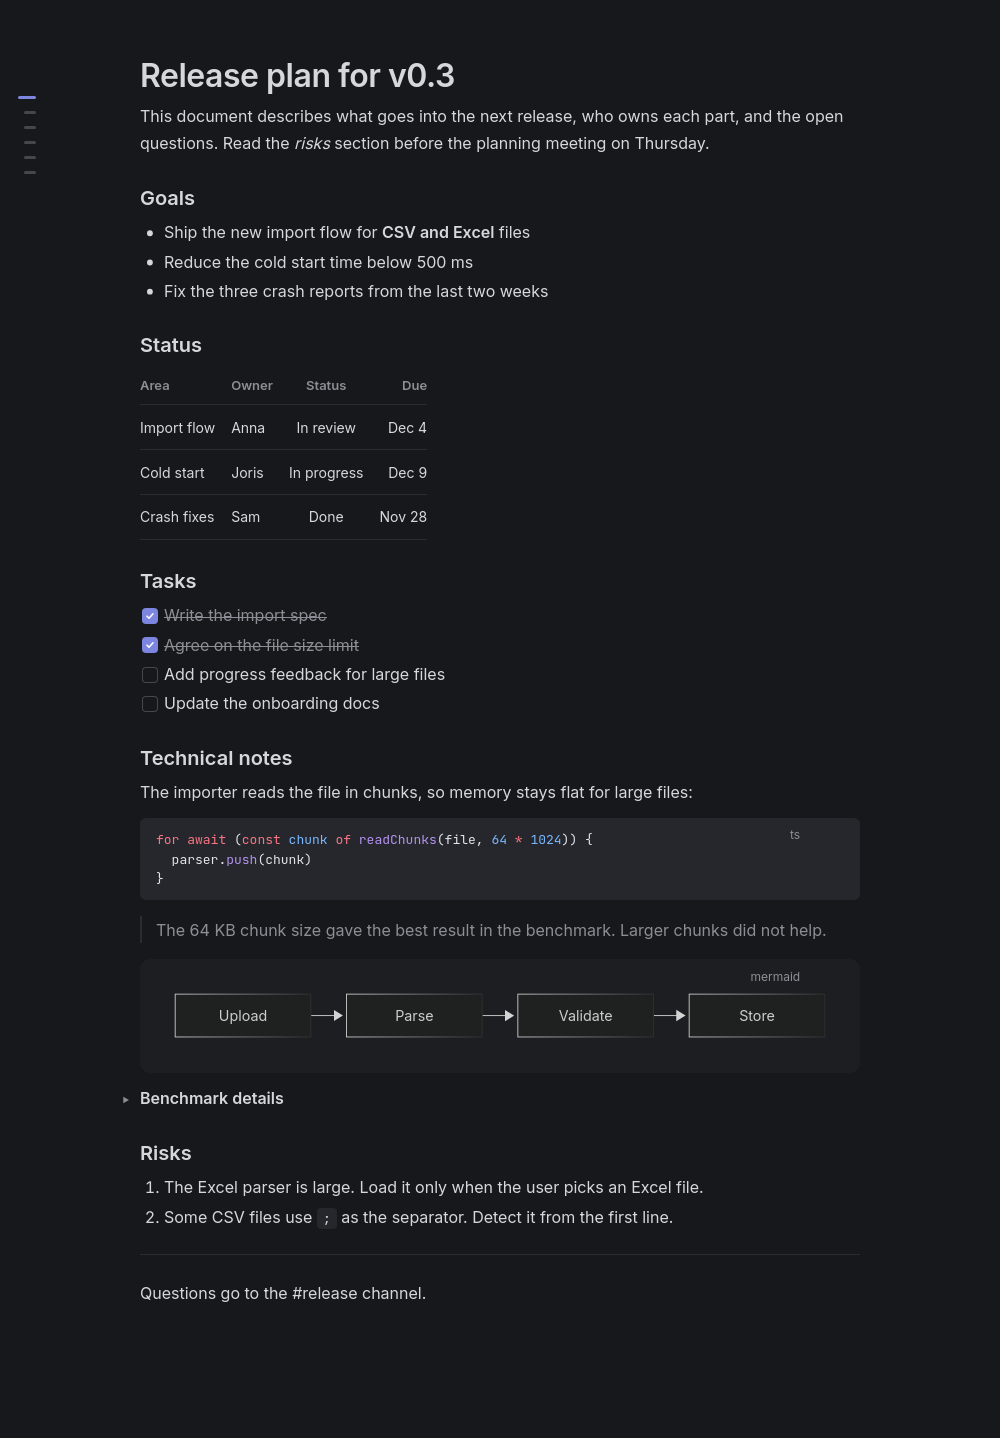 Release plan for v0.3
This document describes what goes into the next release, who owns each part, and the open
questions. Read the risks section before the planning meeting on Thursday.
Goals
• Ship the new import flow for CSV and Excel files
• Reduce the cold start time below 500 ms
• Fix the three crash reports from the last two weeks
Status
Area Owner Status Due
Import flow Anna In review Dec 4
Cold start Joris In progress Dec 9
Crash fixes Sam Done Nov 28
Tasks
Write the import spec
Agree on the file size limit
Add progress feedback for large files
Update the onboarding docs
Technical notes
The importer reads the file in chunks, so memory stays flat for large files:
ts
for await (const chunk of readChunks(file, 64 * 1024)) {
  parser.push(chunk)
}
The 64 KB chunk size gave the best result in the benchmark. Larger chunks did not help.
mermaid
Upload Parse Validate Store
Benchmark details
Risks
1. The Excel parser is large. Load it only when the user picks an Excel file.
2. Some CSV files use ; as the separator. Detect it from the first line.
Questions go to the #release channel.